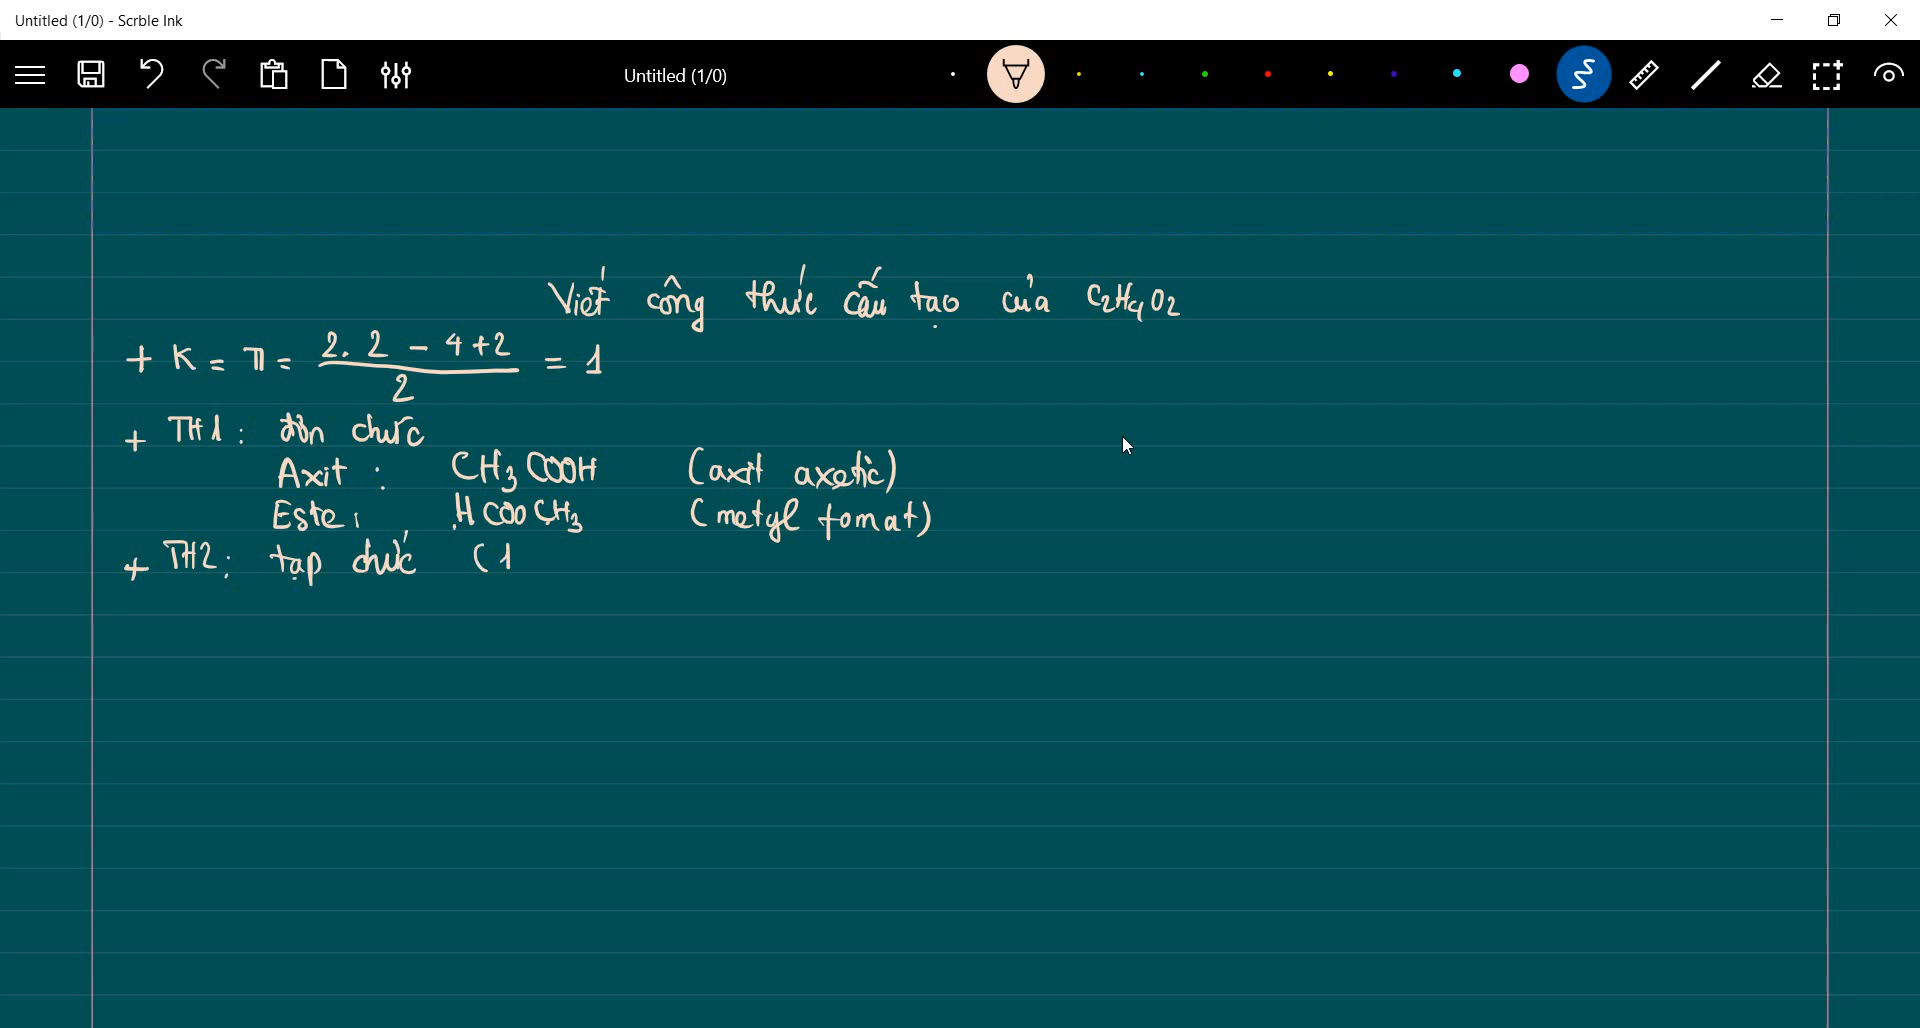 Untitled (1/0) - Scrble Ink
Untitled (1/0)
Viết công thức cấu tạo của C2H4O2
+ K = π = (2. 2 - 4 + 2) / 2 = 1
+ TH1: đơn chức
Axit : CH3COOH (axit axetic)
Este: HCOOCH3 (metyl fomat)
+ TH2: tạp chức (1